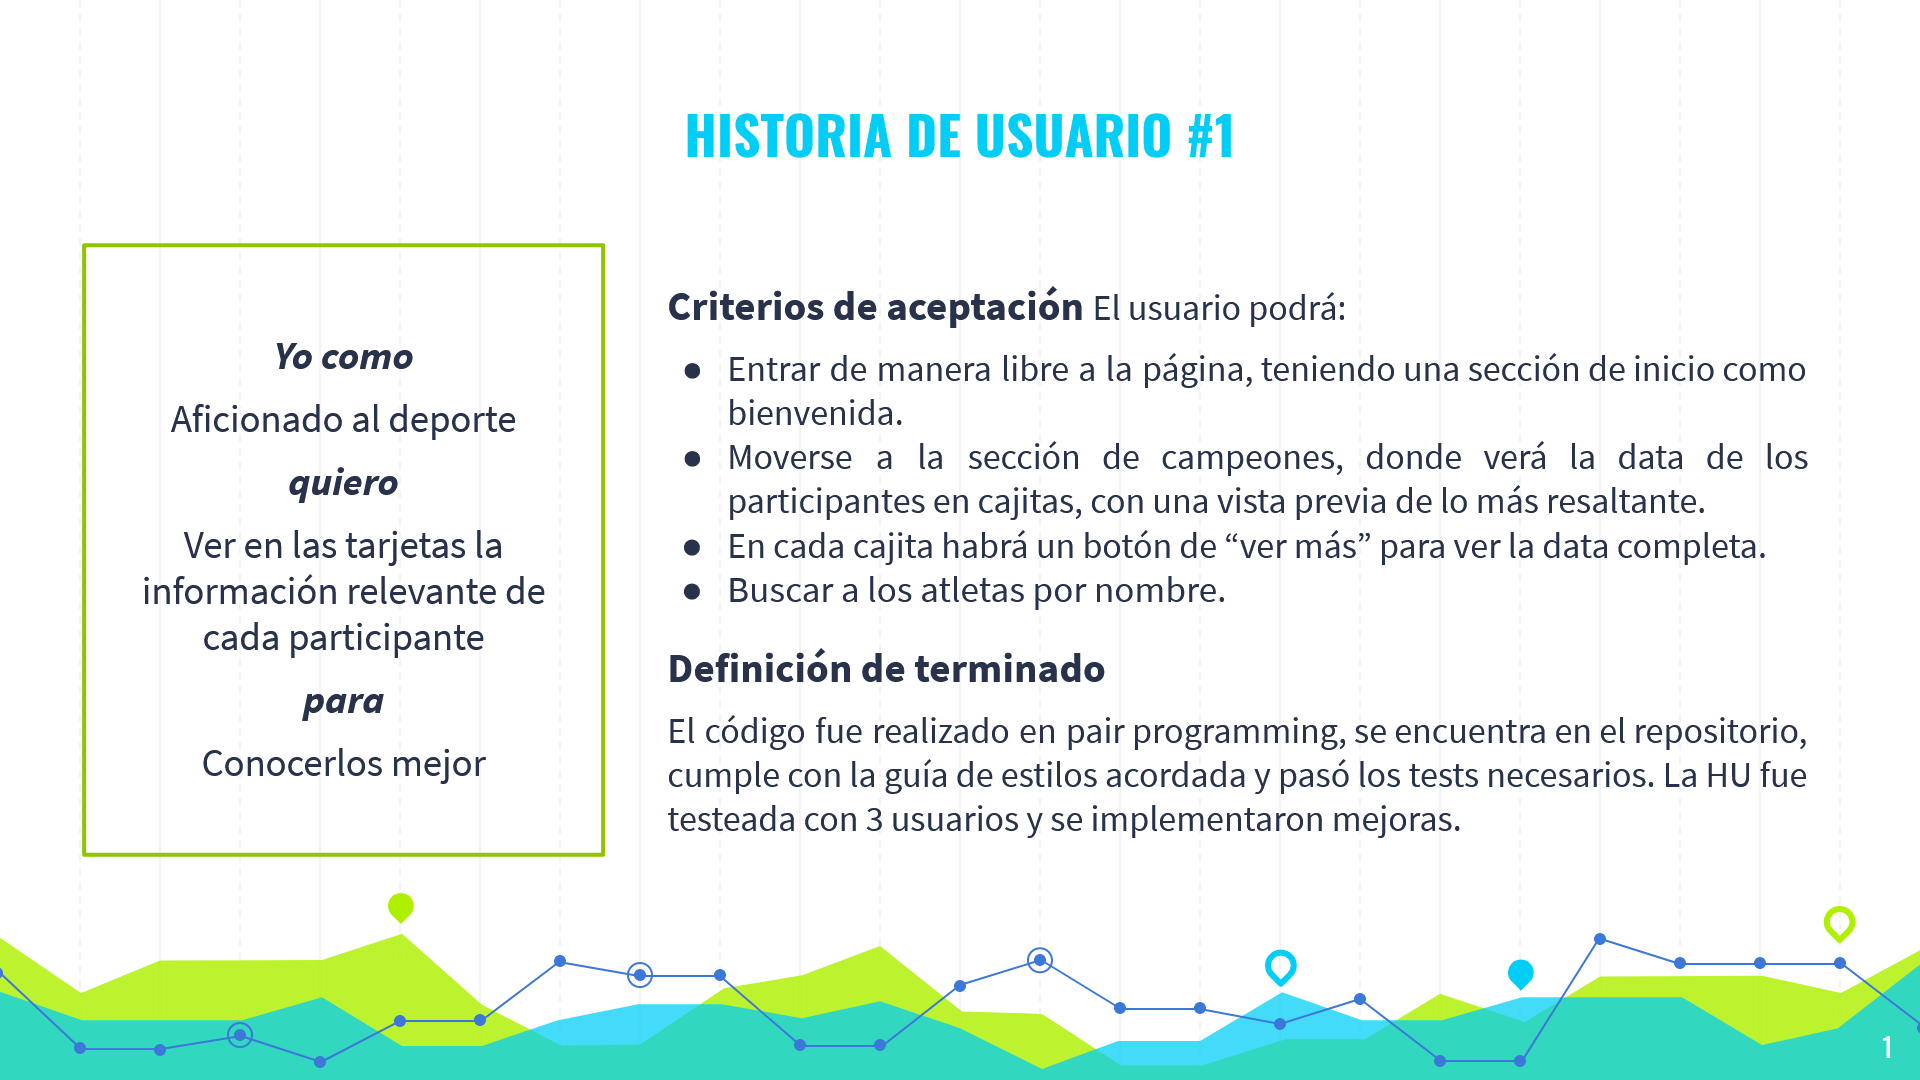 HISTORIA DE USUARIO #1
Yo como
Aficionado al deporte
quiero
Ver en las tarjetas la
información relevante de
cada participante
para
Conocerlos mejor
Criterios de aceptación El usuario podrá:
● Entrar de manera libre a la página, teniendo una sección de inicio como
bienvenida.
● Moverse a la sección de campeones, donde verá la data de los
participantes en cajitas, con una vista previa de lo más resaltante.
● En cada cajita habrá un botón de “ver más” para ver la data completa.
● Buscar a los atletas por nombre.
Definición de terminado
El código fue realizado en pair programming, se encuentra en el repositorio,
cumple con la guía de estilos acordada y pasó los tests necesarios. La HU fue
testeada con 3 usuarios y se implementaron mejoras.
1